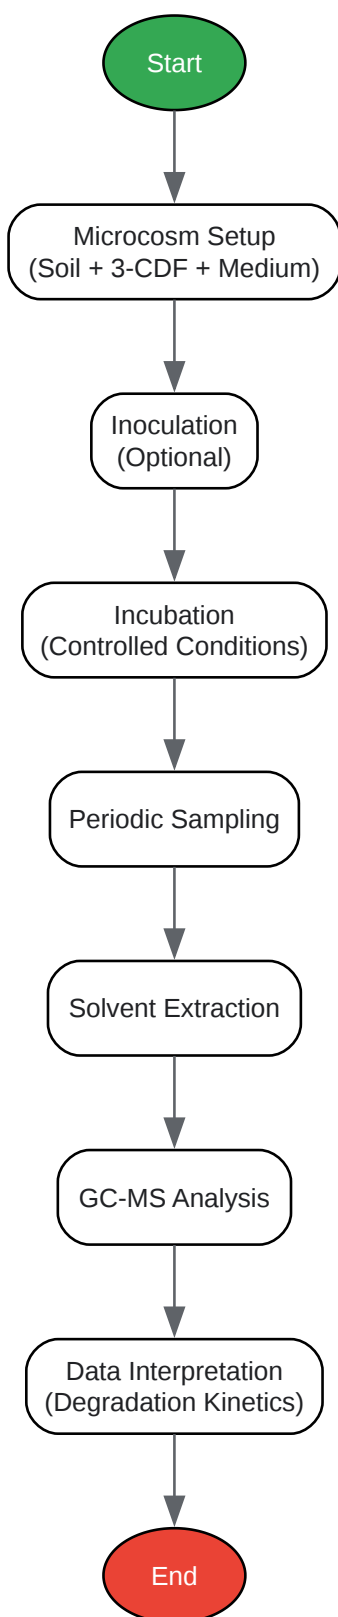 Start
Microcosm Setup
(Soil + 3-CDF + Medium)
Inoculation
(Optional)
Incubation
(Controlled Conditions)
Periodic Sampling
Solvent Extraction
GC-MS Analysis
Data Interpretation
(Degradation Kinetics)
End